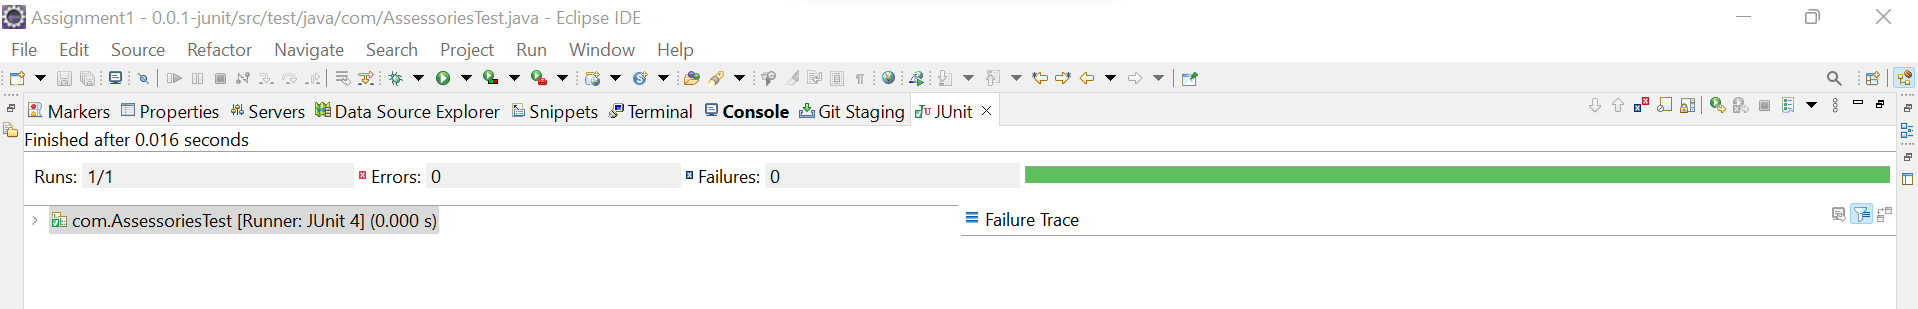 Assignment1 - 0.0.1-junit/src/test/java/com/AssessoriesTest.java - Eclipse IDE
File Edit Source Refactor Navigate Search Project Run Window Help
Markers Properties Servers Data Source Explorer Snippets Terminal Console Git Staging JUnit
Finished after 0.016 seconds
Runs: 1/1 Errors: 0 Failures: 0
com.AssessoriesTest [Runner: JUnit 4] (0.000 s) Failure Trace